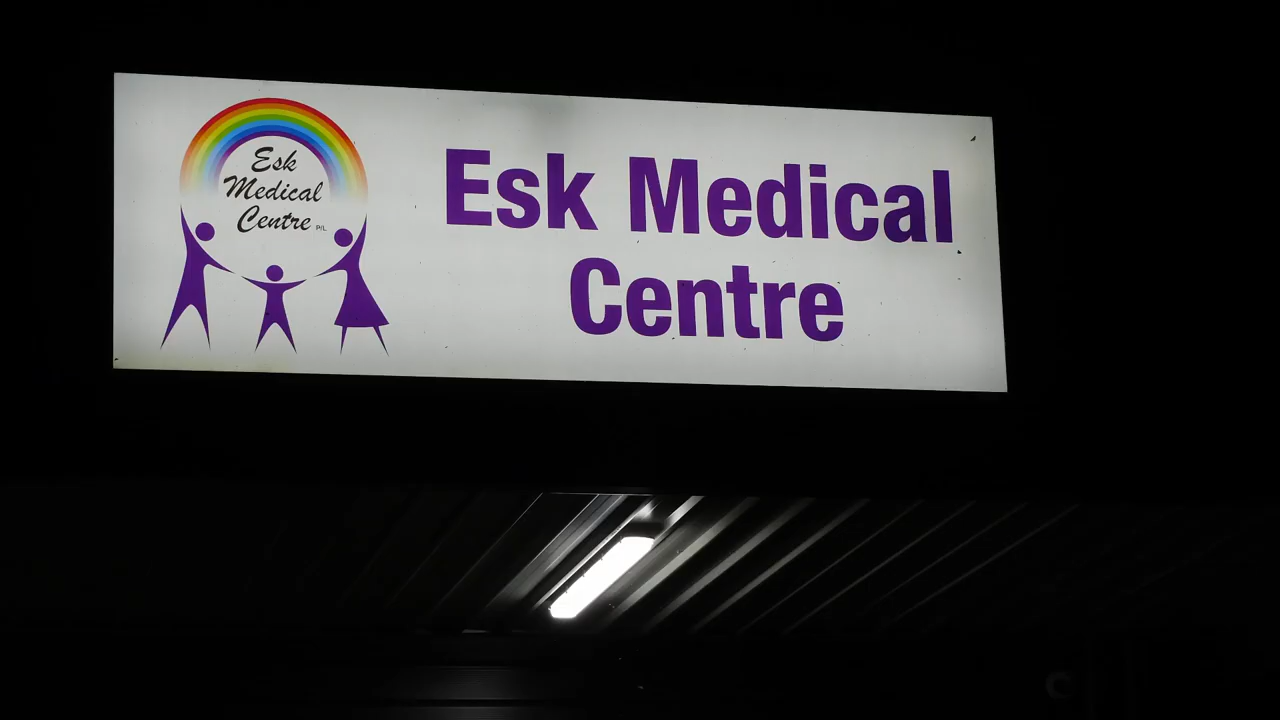 Esk
Medical
Centre P/L
Esk Medical
Centre